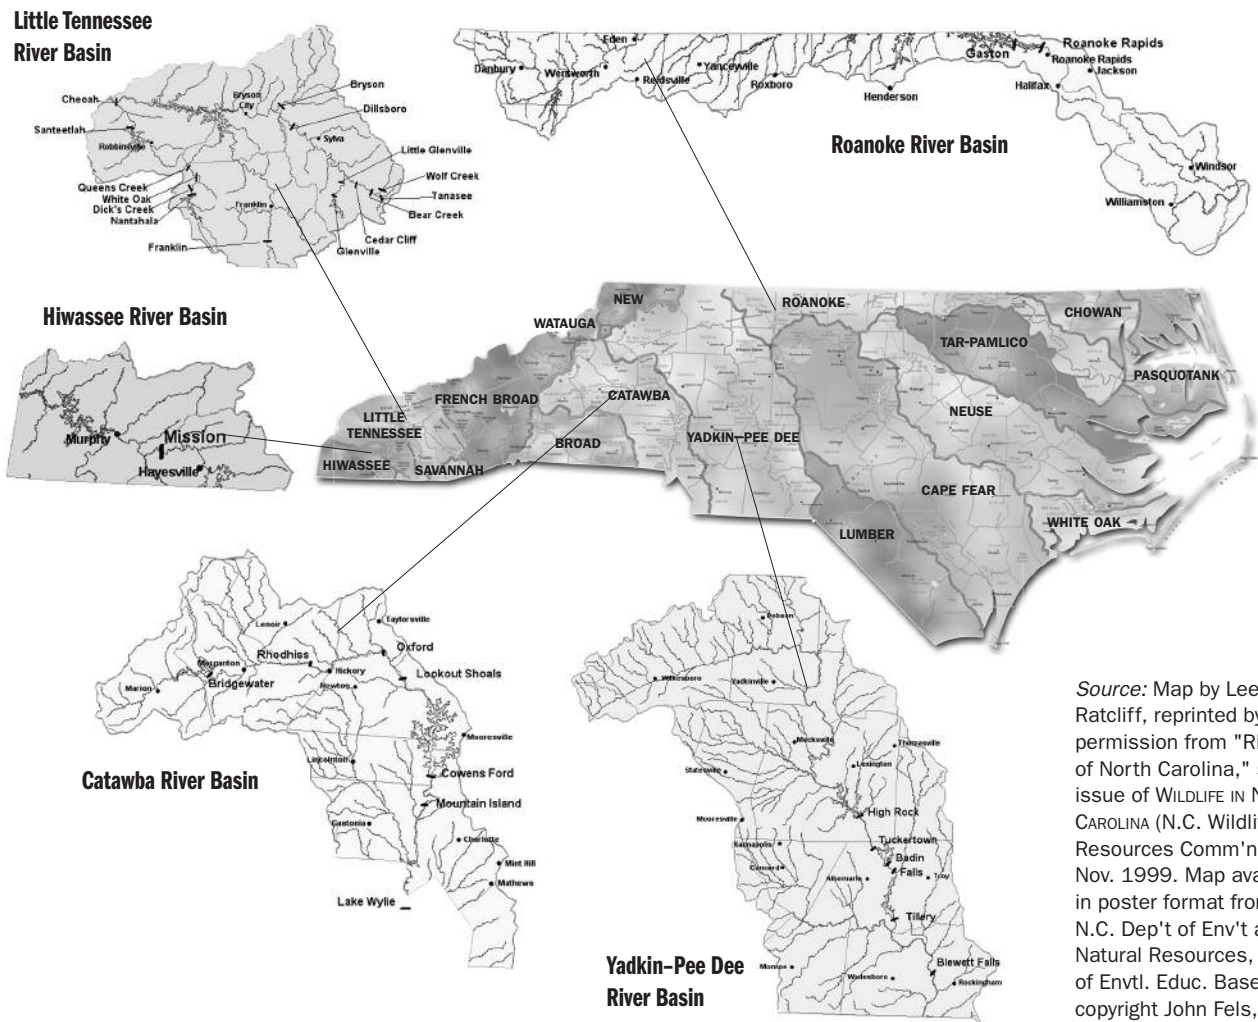 Little Tennessee
River Basin
Bryson
City
Bryson
Cheoah
Dillsboro
Santeetlah
Sylva
Robbinsville
Little Glenville
Wolf Creek
Queens Creek
White Oak
Tanasee
Dick's Creek
Franklin
Bear Creek
Nantahala
Cedar Cliff
Franklin
Glenville
Eden
Gaston
Roanoke Rapids
Danbury
Wentworth
Yanceyville
Roanoke Rapids
Reidsville
Jackson
Roxboro
Halifax
Henderson
Roanoke River Basin
Windsor
Williamston
Hiwassee River Basin
Murphy
Mission
Hayesville
NEW
ROANOKE
CHOWAN
WATAUGA
TAR-PAMLICO
PASQUOTANK
FRENCH BROAD
CATAWBA
LITTLE
TENNESSEE
NEUSE
BROAD
YADKIN–PEE DEE
HIWASSEE
SAVANNAH
CAPE FEAR
WHITE OAK
LUMBER
Lenoir
Taylorsville
Rhodhiss
Oxford
Morganton
Hickory
Lookout Shoals
Bridgewater
Marion
Newton
Mooresville
Lincolnton
Cowens Ford
Catawba River Basin
Mountain Island
Gastonia
Charlotte
Mint Hill
Mathews
Lake Wylie
Dobson
Wilkesboro
Yadkinville
Mocksville
Thomasville
Statesville
Lexington
High Rock
Mooresville
Kannapolis
Tuckertown
Concord
Badin
Falls
Albemarle
Troy
Tillery
Yadkin–Pee Dee
River Basin
Monroe
Wadesboro
Blewett Falls
Rockingham
Source: Map by Lee
Ratcliff, reprinted by
permission from "Ri
of North Carolina,"
issue of WILDLIFE IN N
CAROLINA (N.C. Wildlif
Resources Comm'n
Nov. 1999. Map ava
in poster format from
N.C. Dep't of Env't a
Natural Resources,
of Envtl. Educ. Base
copyright John Fels,